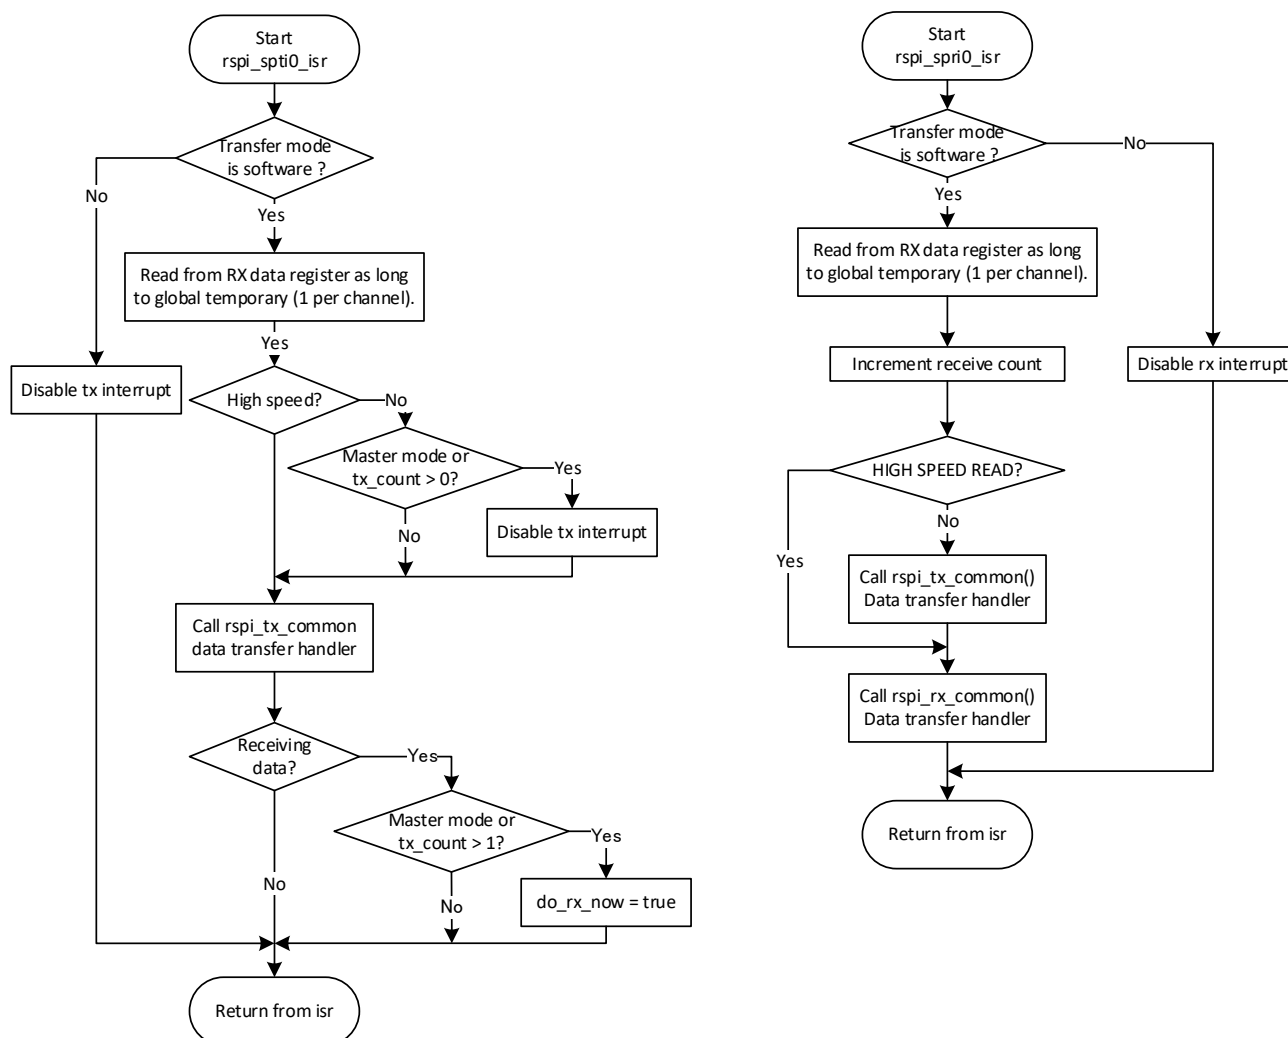 Start
rspi_spti0_isr
Transfer mode
is software ?
No
Yes
Read from RX data register as long
to global temporary (1 per channel).
Yes
Disable tx interrupt
High speed?
No
Master mode or
tx_count > 0?
Yes
No
Disable tx interrupt
Call rspi_tx_common
data transfer handler
Receiving
data?
Yes
Master mode or
tx_count > 1?
Yes
No
No
do_rx_now = true
Return from isr
Start
rspi_spri0_isr
Transfer mode
is software ?
No
Yes
Read from RX data register as long
to global temporary (1 per channel).
Increment receive count
Disable rx interrupt
HIGH SPEED READ?
No
Yes
Call rspi_tx_common()
Data transfer handler
Call rspi_rx_common()
Data transfer handler
Return from isr